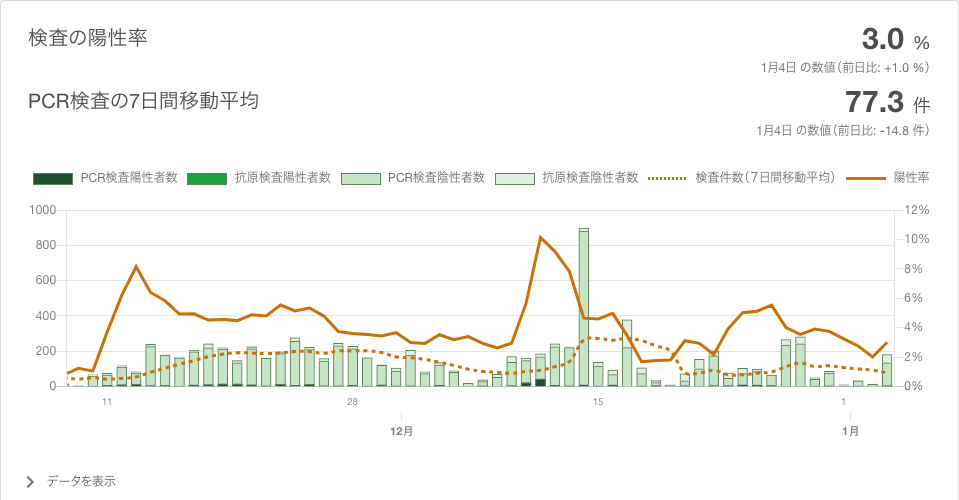 検査の陽性率
3.0 %
1月4日 の数値（前日比: +1.0 %）
PCR検査の7日間移動平均
77.3 件
1月4日 の数値（前日比: -14.8 件）
PCR検査陽性者数 抗原検査陽性者数 PCR検査陰性者数 抗原検査陰性者数 検査件数（7日間移動平均） 陽性率
1000 12%
800 10%
600 8%
400 6%
200 4%
0 2%
0%
11 28 15 1
12月 1月
データを表示